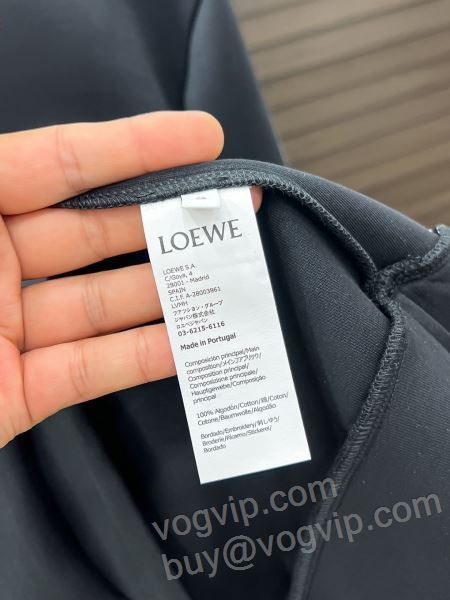 LOEWE
LOEWE S.A.
C/Goya, 4
28001 - Madrid
SPAIN
C.I.F. A-28003861
LVMH
ファッション・グループ
ジャパン株式会社
ロエベジャパン
03-6215-6116
Made in Portugal
Composición principal/Main
composition/メインファブリック/
Composition principale/
Composizione principale/
Hauptgewebe/Composição
principal
100% Algodón/Cotton/綿/Coton/
Cotone/Baumwolle/Algodão
Bordado/Embroidery/刺しゅう/
Broderie/Ricamo/Stickerei/
Bordado
vogvip.com
buy@vogvip.com